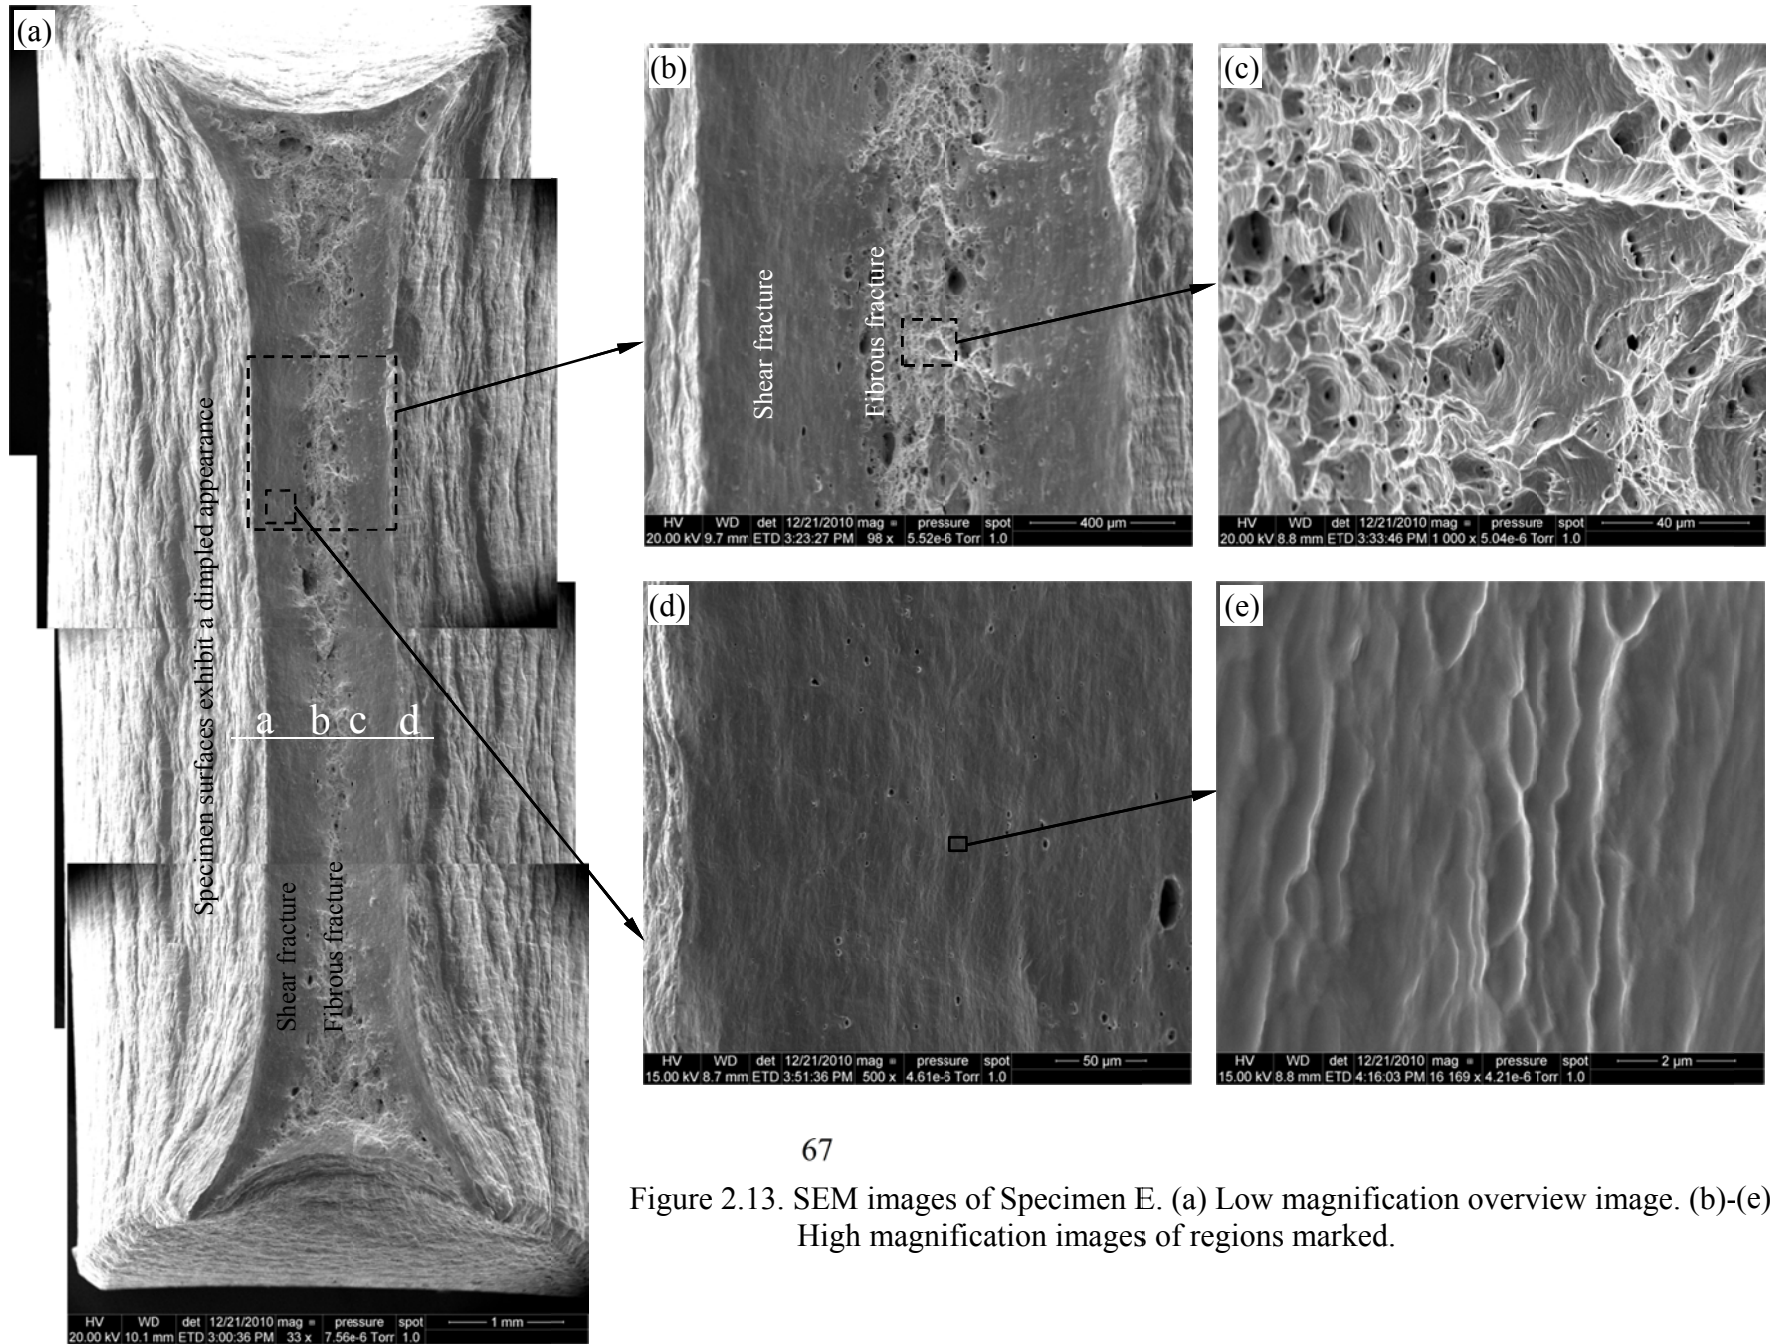 (a)
Specimen surfaces exhibit a dimpled appearance
a b c d
Shear fracture
Fibrous fracture
HV WD det 12/21/2010 mag pressure spot 1 mm
20.00 kV 10.1 mm ETD 3:00:36 PM 33 x 7.56e-6 Torr 1.0
(b)
Shear fracture
Fibrous fracture
HV WD det 12/21/2010 mag pressure spot 400 µm
20.00 kV 9.7 mm ETD 3:23:27 PM 98 x 5.52e-6 Torr 1.0
(c)
HV WD det 12/21/2010 mag pressure spot 40 µm
20.00 kV 8.8 mm ETD 3:33:46 PM 1 000 x 5.04e-6 Torr 1.0
(d)
HV WD det 12/21/2010 mag pressure spot 50 µm
15.00 kV 8.7 mm ETD 3:51:36 PM 500 x 4.61e-6 Torr 1.0
(e)
HV WD det 12/21/2010 mag pressure spot 2 µm
15.00 kV 8.8 mm ETD 4:16:03 PM 16 169 x 4.21e-6 Torr 1.0
67
Figure 2.13. SEM images of Specimen E. (a) Low magnification overview image. (b)-(e)
High magnification images of regions marked.